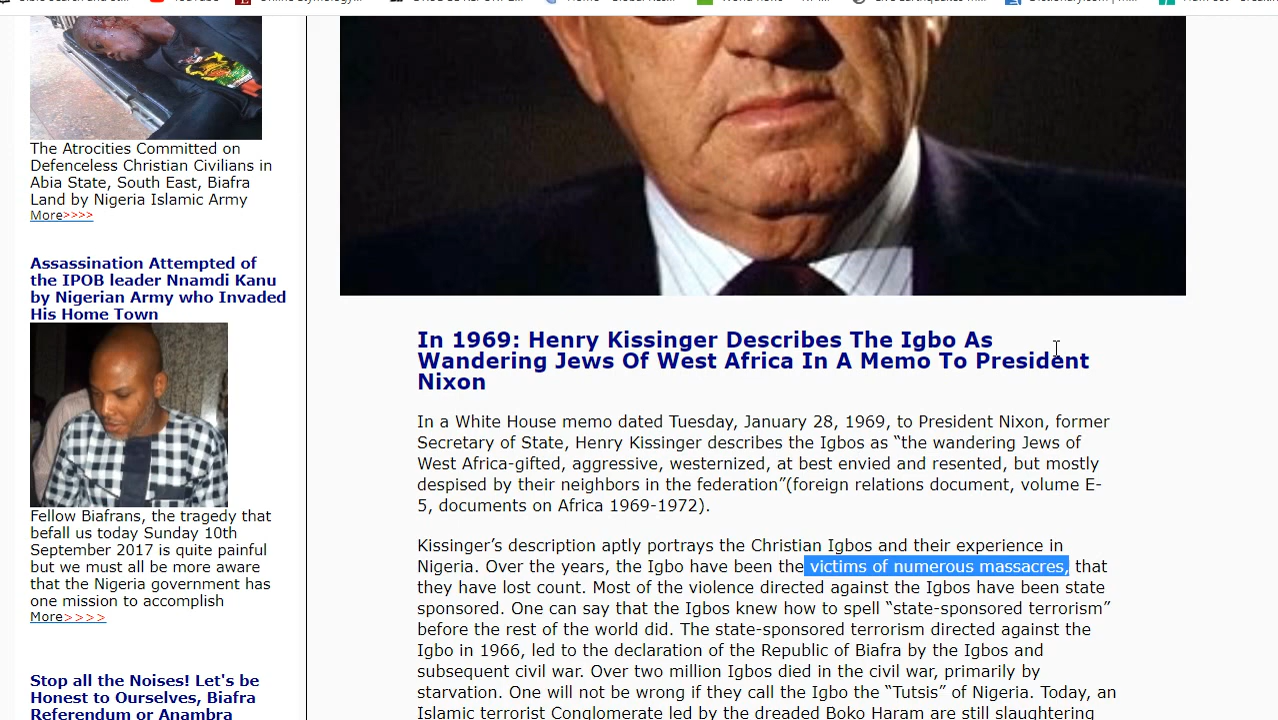 The Atrocities Committed on
Defenceless Christian Civilians in
Abia State, South East, Biafra
Land by Nigeria Islamic Army
More>>>>
Assassination Attempted of
the IPOB leader Nnamdi Kanu
by Nigerian Army who Invaded
His Home Town
Fellow Biafrans, the tragedy that
befall us today Sunday 10th
September 2017 is quite painful
but we must all be more aware
that the Nigeria government has
one mission to accomplish
More>>>>
Stop all the Noises! Let's be
Honest to Ourselves, Biafra
Referendum or Anambra
In 1969: Henry Kissinger Describes The Igbo As
Wandering Jews Of West Africa In A Memo To President
Nixon
In a White House memo dated Tuesday, January 28, 1969, to President Nixon, former
Secretary of State, Henry Kissinger describes the Igbos as “the wandering Jews of
West Africa-gifted, aggressive, westernized, at best envied and resented, but mostly
despised by their neighbors in the federation”(foreign relations document, volume E-
5, documents on Africa 1969-1972).
Kissinger’s description aptly portrays the Christian Igbos and their experience in
Nigeria. Over the years, the Igbo have been the victims of numerous massacres, that
they have lost count. Most of the violence directed against the Igbos have been state
sponsored. One can say that the Igbos knew how to spell “state-sponsored terrorism”
before the rest of the world did. The state-sponsored terrorism directed against the
Igbo in 1966, led to the declaration of the Republic of Biafra by the Igbos and
subsequent civil war. Over two million Igbos died in the civil war, primarily by
starvation. One will not be wrong if they call the Igbo the “Tutsis” of Nigeria. Today, an
Islamic terrorist Conglomerate led by the dreaded Boko Haram are still slaughtering